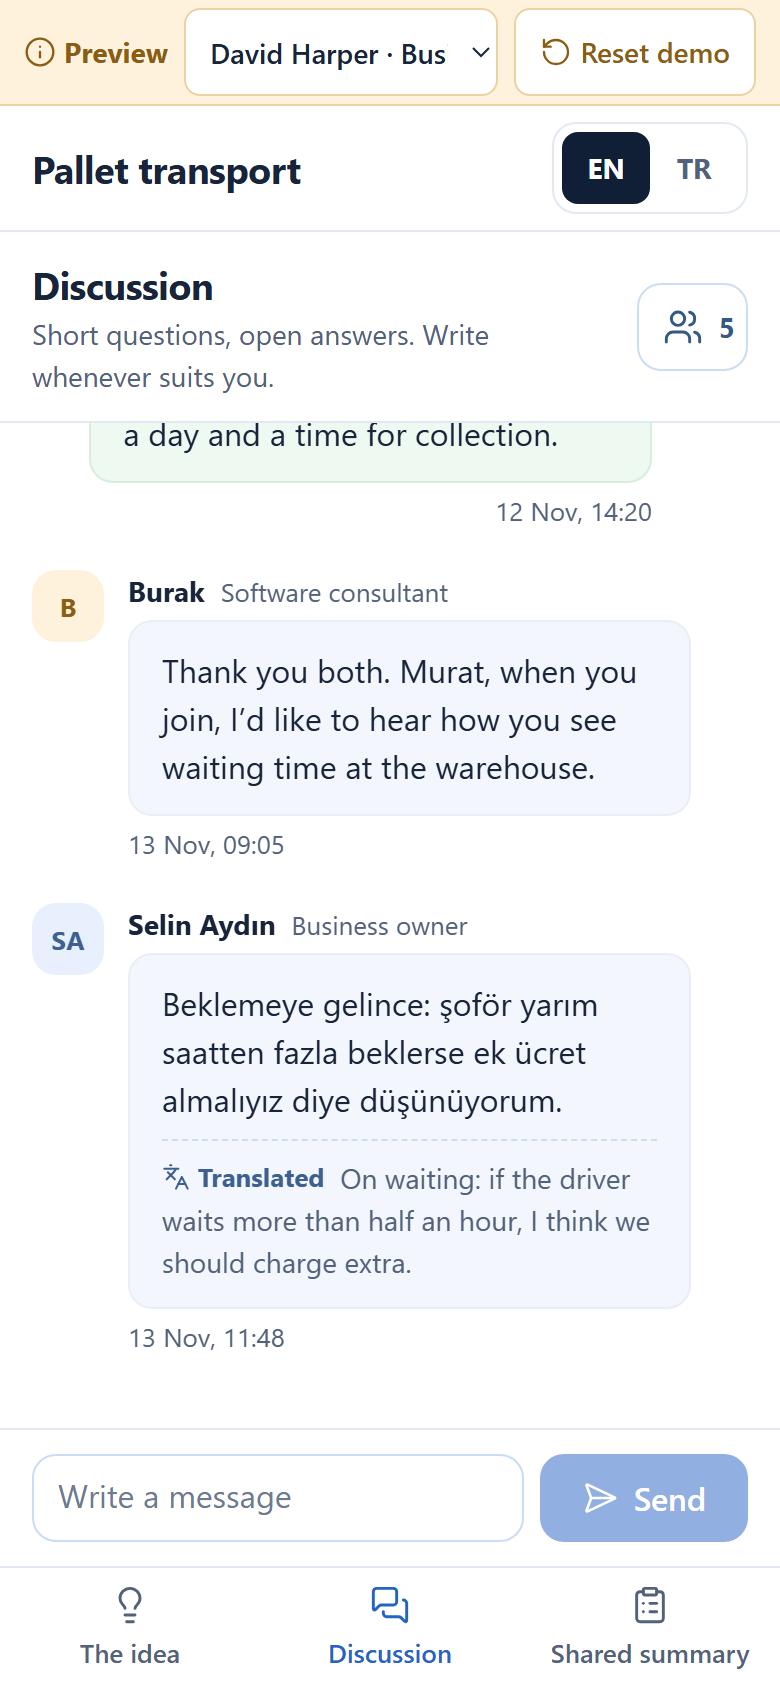 Preview
David Harper · Bus
Reset demo
Pallet transport
EN
TR
Discussion
Short questions, open answers. Write
whenever suits you.
5
a day and a time for collection.
12 Nov, 14:20
B
Burak Software consultant
Thank you both. Murat, when you
join, I’d like to hear how you see
waiting time at the warehouse.
13 Nov, 09:05
SA
Selin Aydın Business owner
Beklemeye gelince: şoför yarım
saatten fazla beklerse ek ücret
almalıyız diye düşünüyorum.
Translated On waiting: if the driver
waits more than half an hour, I think we
should charge extra.
13 Nov, 11:48
Write a message
Send
The idea
Discussion
Shared summary